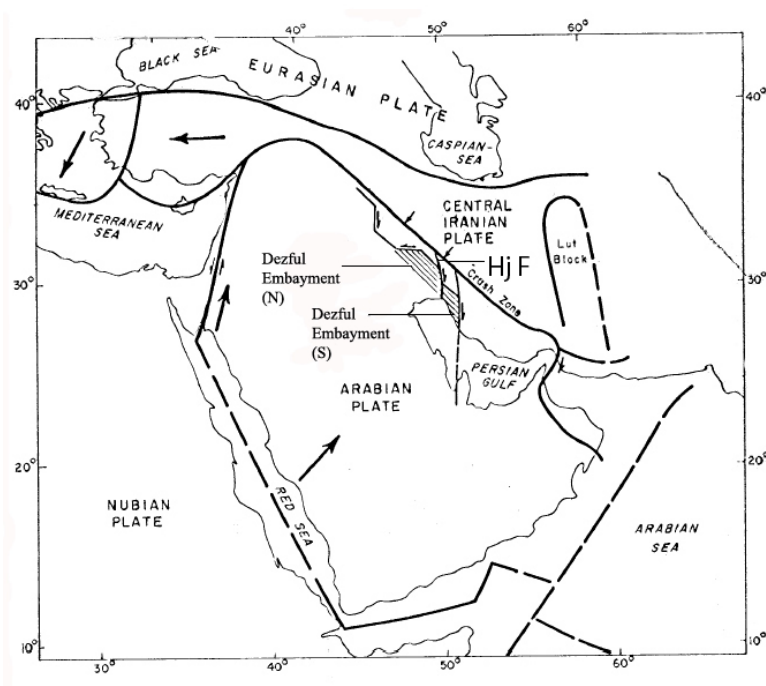 40°
50°
60°
BLACK SEA
EURASIAN PLATE
40°
40°
CASPIAN-
SEA
MEDITERRANEAN
SEA
CENTRAL
IRANIAN
PLATE
Lut
Block
Dezful
Embayment
(N)
Hj F
30°
30°
Crush Zone
Dezful
Embayment
(S)
PERSIAN
GULF
ARABIAN
PLATE
20°
20°
RED SEA
NUBIAN
PLATE
ARABIAN
SEA
10°
10°
30°
40°
50°
60°